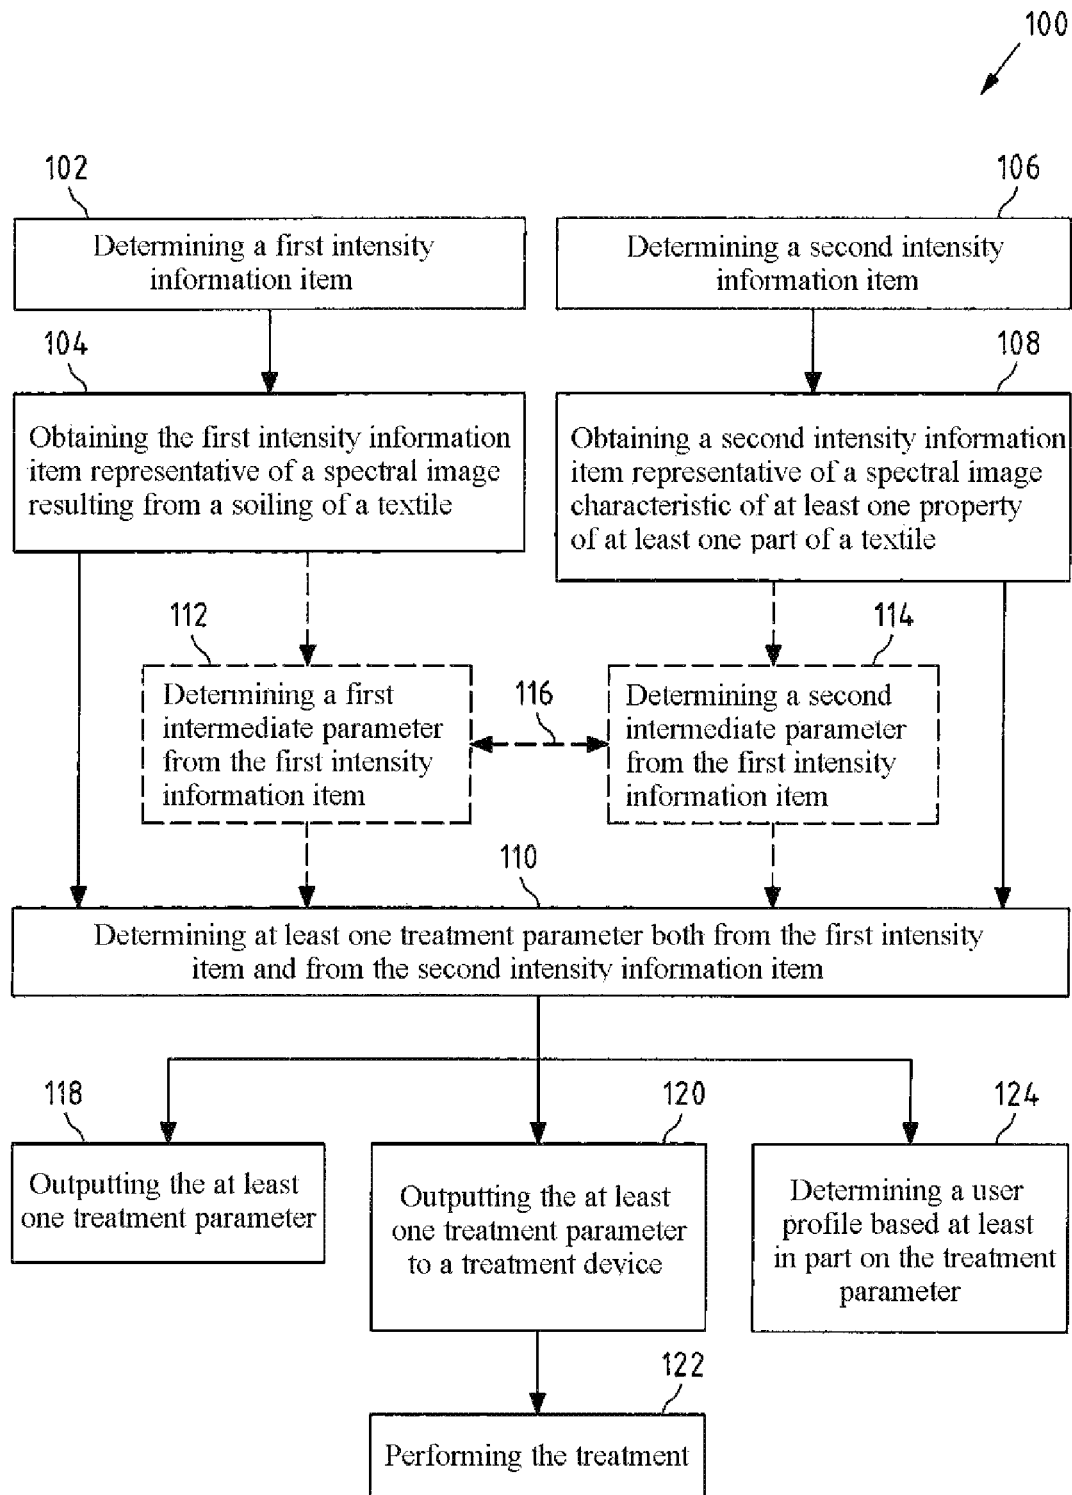 100
102
106
Determining a first intensity
information item
Determining a second intensity
information item
104
108
Obtaining the first intensity information
item representative of a spectral image
resulting from a soiling of a textile
Obtaining a second intensity information
item representative of a spectral image
characteristic of at least one property
of at least one part of a textile
112
114
116
Determining a first
intermediate parameter
from the first intensity
information item
Determining a second
intermediate parameter
from the first intensity
information item
110
Determining at least one treatment parameter both from the first intensity
item and from the second intensity information item
118
120
124
Outputting the at least
one treatment parameter
Outputting the at least
one treatment parameter
to a treatment device
Determining a user
profile based at least
in part on the treatment
parameter
122
Performing the treatment